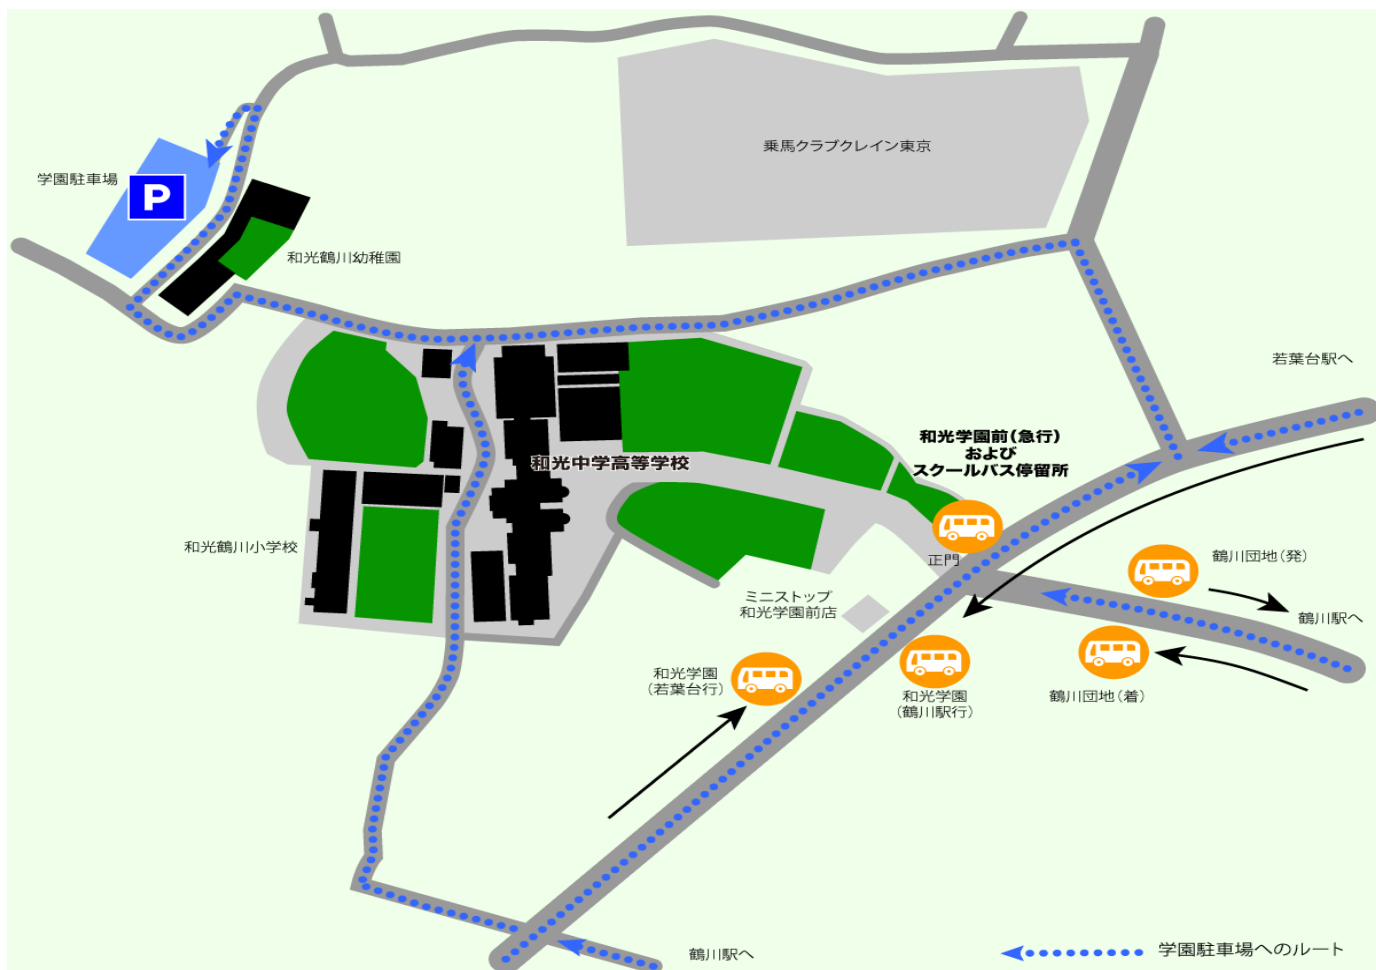 乗馬クラブクレイン東京
学園駐車場
P
和光鶴川幼稚園
若葉台駅へ
和光学園前(急行)
および
スクールバス停留所
和光中学高等学校
和光鶴川小学校
正門
鶴川団地(発)
ミニストップ
和光学園前店
鶴川駅へ
和光学園
(若葉台行)
和光学園
(鶴川駅行)
鶴川団地(着)
鶴川駅へ
学園駐車場へのルート